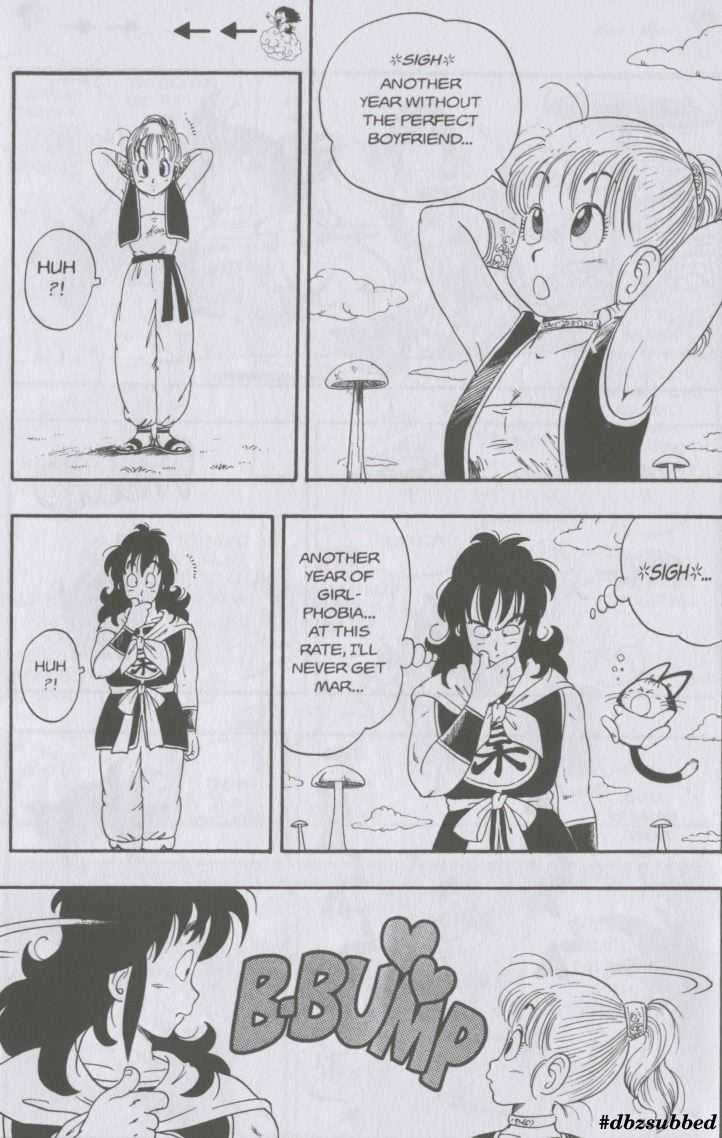 *SIGH*
ANOTHER
YEAR WITHOUT
THE PERFECT
BOYFRIEND...
HUH
?!
*SIGH*...
ANOTHER
YEAR OF
GIRL-
PHOBIA...
AT THIS
RATE, I'LL
NEVER GET
MAR...
HUH
?!
B-BUMP
#dbzsubbed